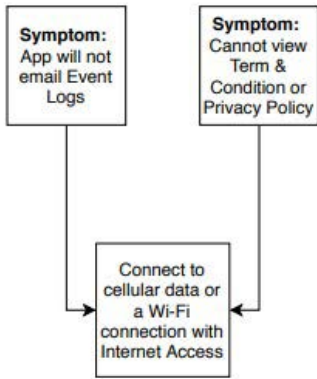 Symptom:
App will not
email Event
Logs
Symptom:
Cannot view
Term &
Condition or
Privacy Policy
Connect to
cellular data or
a Wi-Fi
connection with
Internet Access